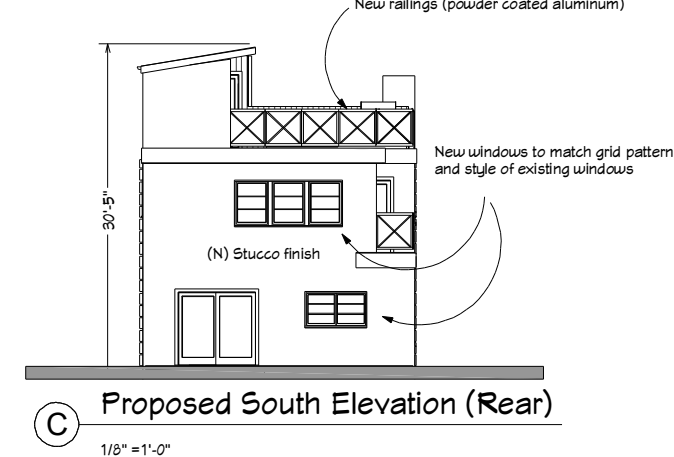 New railings (powder coated aluminum)
New windows to match grid pattern
and style of existing windows
30'-5"
(N) Stucco finish
C
Proposed South Elevation (Rear)
1/8" =1'-0"